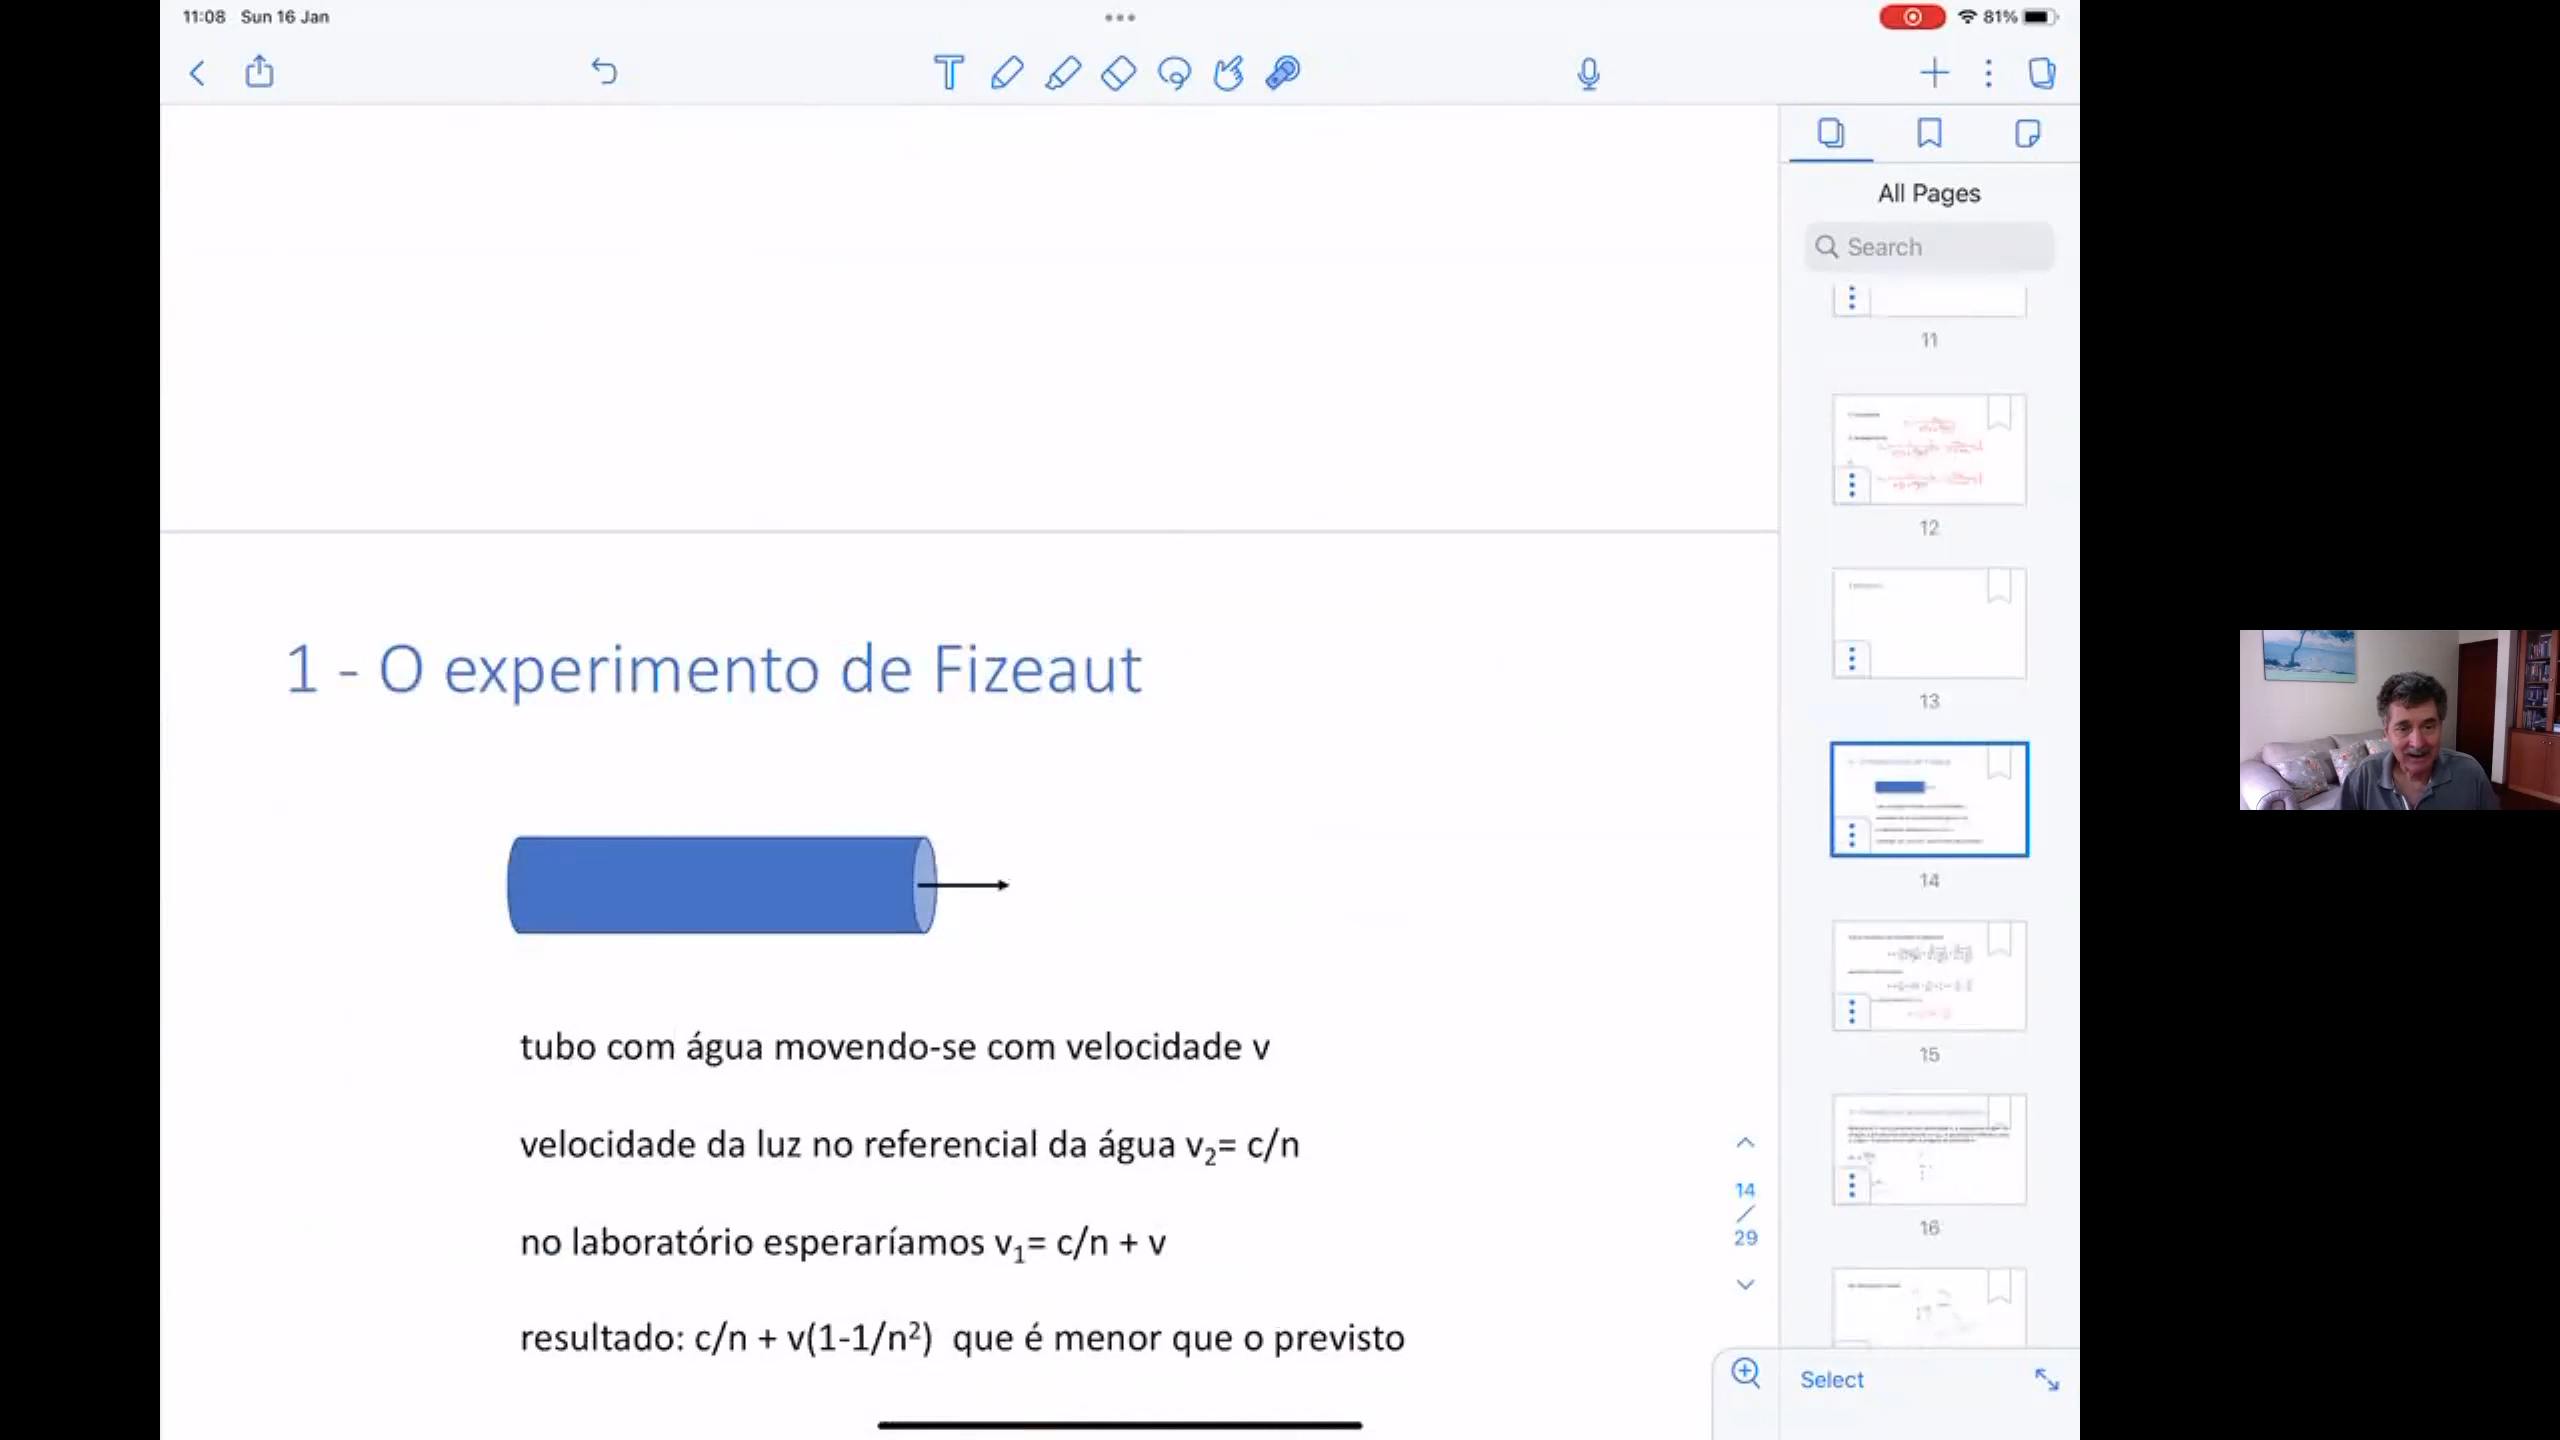 11:08 Sun 16 Jan
81%
All Pages
Search
11
12
13
14
15
16
1 - O experimento de Fizeaut
tubo com água movendo-se com velocidade v
velocidade da luz no referencial da água v₂= c/n
no laboratório esperaríamos v₁= c/n + v
resultado: c/n + v(1-1/n²) que é menor que o previsto
14
/
29
Select